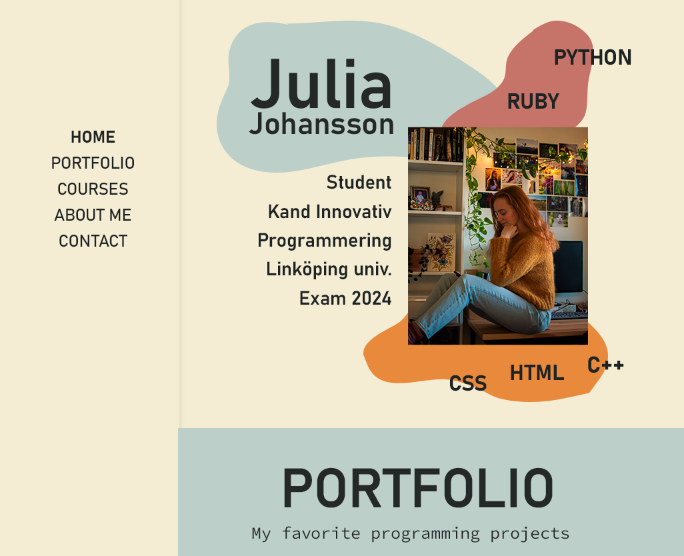 HOME
PORTFOLIO
COURSES
ABOUT ME
CONTACT
Julia
Johansson
Student
Kand Innovativ
Programmering
Linköping univ.
Exam 2024
PYTHON
RUBY
CSS
HTML
C++
PORTFOLIO
My favorite programming projects